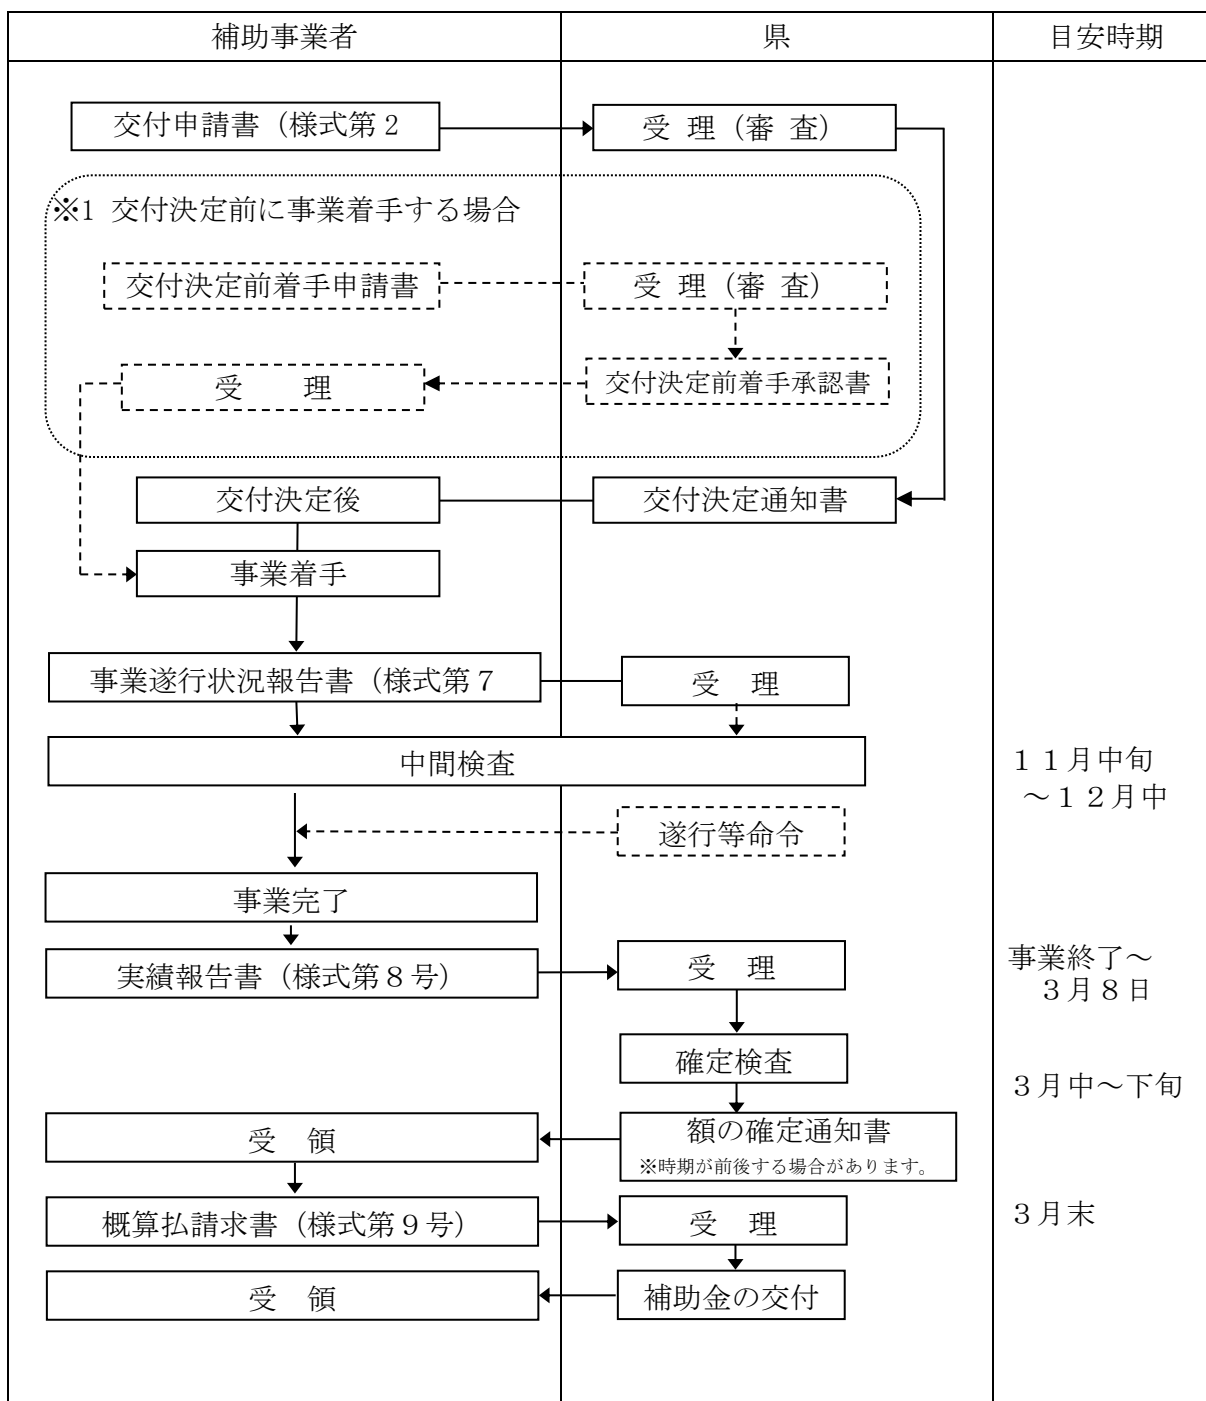 補助事業者
県
目安時期
交付申請書（様式第２
受 理（審 査）
※1 交付決定前に事業着手する場合
交付決定前着手申請書
受 理（審 査）
受　　理
交付決定前着手承認書
交付決定後
交付決定通知書
事業着手
事業遂行状況報告書（様式第７
受　理
中間検査
１１月中旬
～１２月中
遂行等命令
事業完了
実績報告書（様式第８号）
受　理
事業終了～
３月８日
確定検査
３月中～下旬
受　領
額の確定通知書
※時期が前後する場合があります。
概算払請求書（様式第９号）
受　理
３月末
受　領
補助金の交付